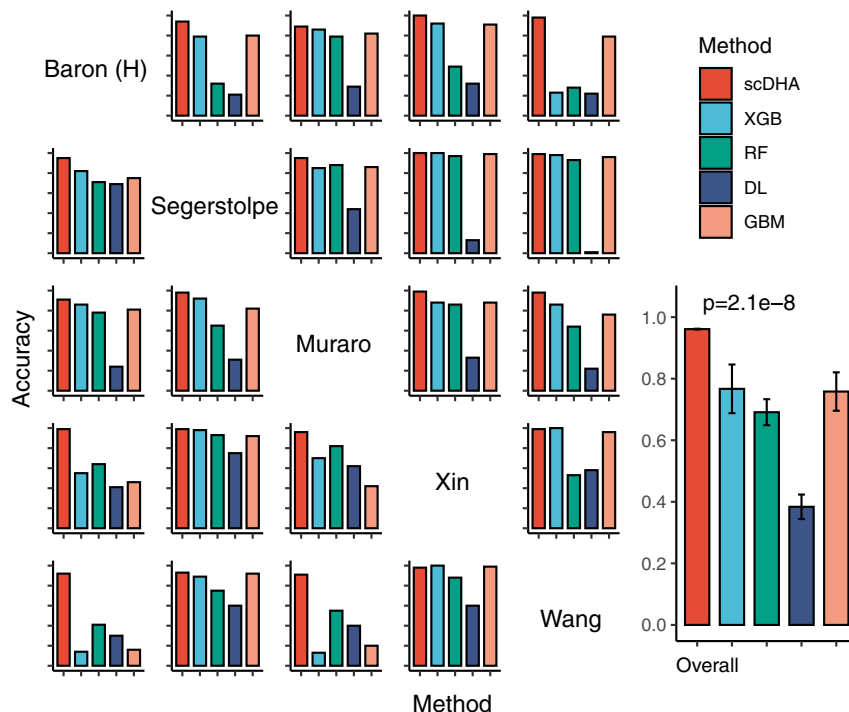 Baron (H)
Segerstolpe
Muraro
Xin
Wang
Accuracy
Method
Method
scDHA
XGB
RF
DL
GBM
p=2.1e–8
1.0
0.8
0.6
0.4
0.2
0.0
Overall